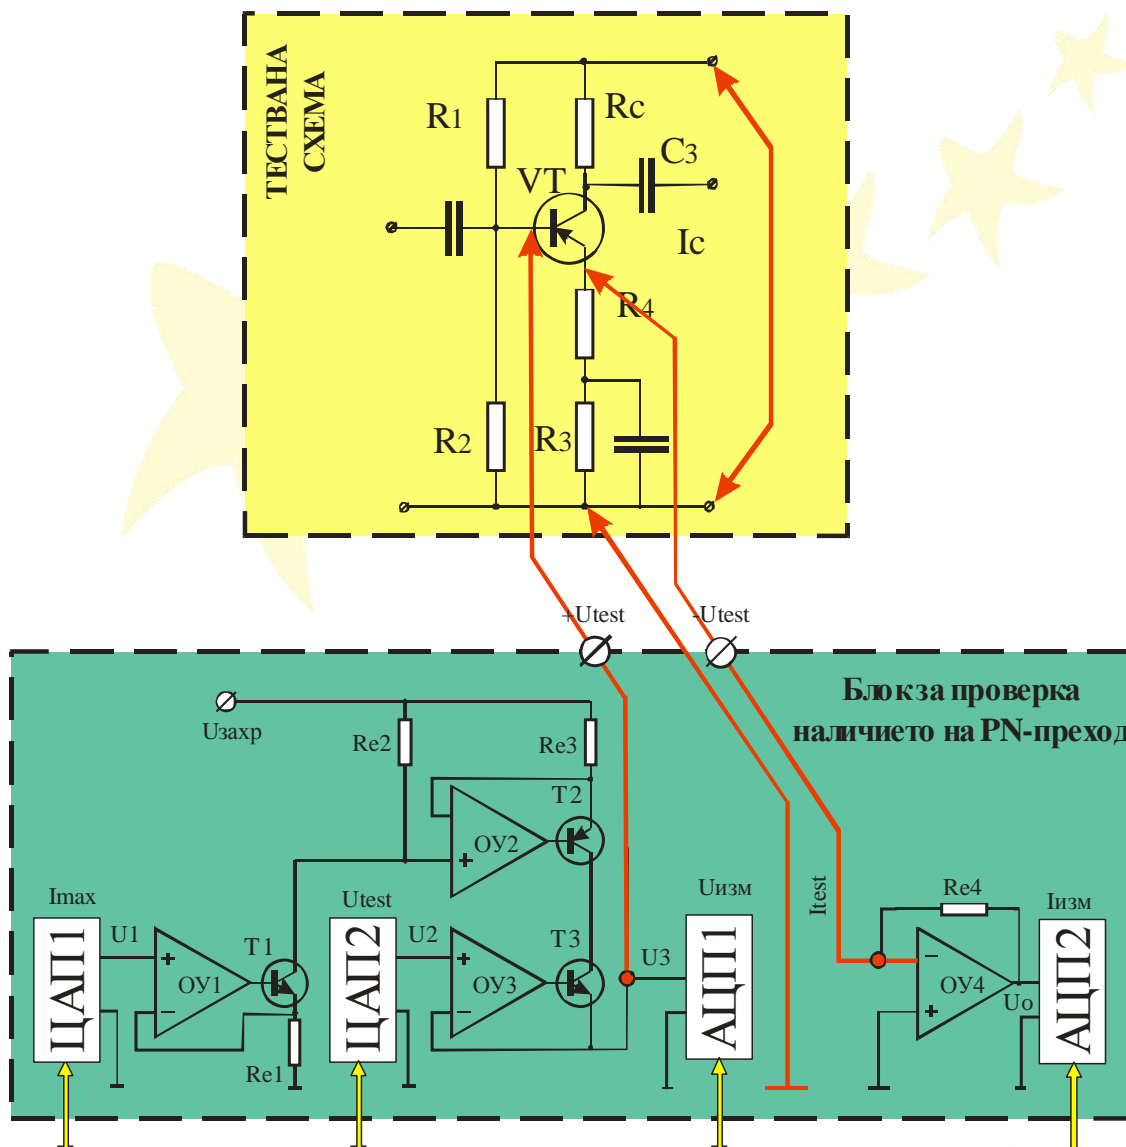 ТЕСТВАНА
СХЕМА
R1
Rc
C3
VT
Ic
R4
R2
R3
+Utest
-Utest
Блок за проверка
наличието на PN-преход
Uзахр
Re2
Re3
T2
ОУ2
+
Imax
Utest
Uизм
Itest
Re4
Iизм
ЦАП1
U1
+
-
ОУ1
T1
Re1
ЦАП2
U2
+
-
ОУ3
T3
U3
АЦП1
-
+
ОУ4
Uo
АЦП2